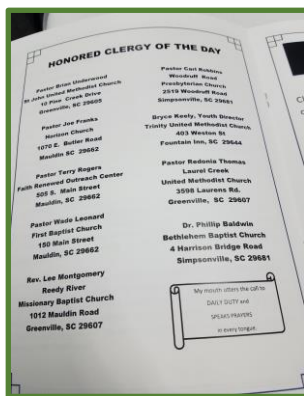 HONORED CLERGY OF THE DAY
Pastor Brian Underwood
St John United Methodist Church
10 Pine Creek Drive
Greenville, SC 29605
Pastor Joe Franks
Horizon Church
1070 E. Butler Road
Mauldin SC 29662
Pastor Terry Rogers
Faith Renewed Outreach Center
505 S. Main Street
Mauldin, SC 29662
Pastor Wade Leonard
First Baptist Church
150 Main Street
Mauldin, SC 29662
Rev. Lee Montgomery
Reedy River
Missionary Baptist Church
1012 Mauldin Road
Greenville, SC 29607
Pastor Carl Robbins
Woodruff Road
Presbyterian Church
2519 Woodruff Road
Simpsonville, SC 29681
Bryce Keely, Youth Director
Trinity United Methodist Church
403 Weston St
Fountain Inn, SC 29644
Pastor Redonia Thomas
Laurel Creek
United Methodist Church
3598 Laurens Rd.
Greenville, SC 29607
Dr. Phillip Baldwin
Bethlehem Baptist Church
4 Harrison Bridge Road
Simpsonville, SC 29681
My mouth utters the call to
DAILY DUTY and
SPEAKS PRAYERS
in every tongue.